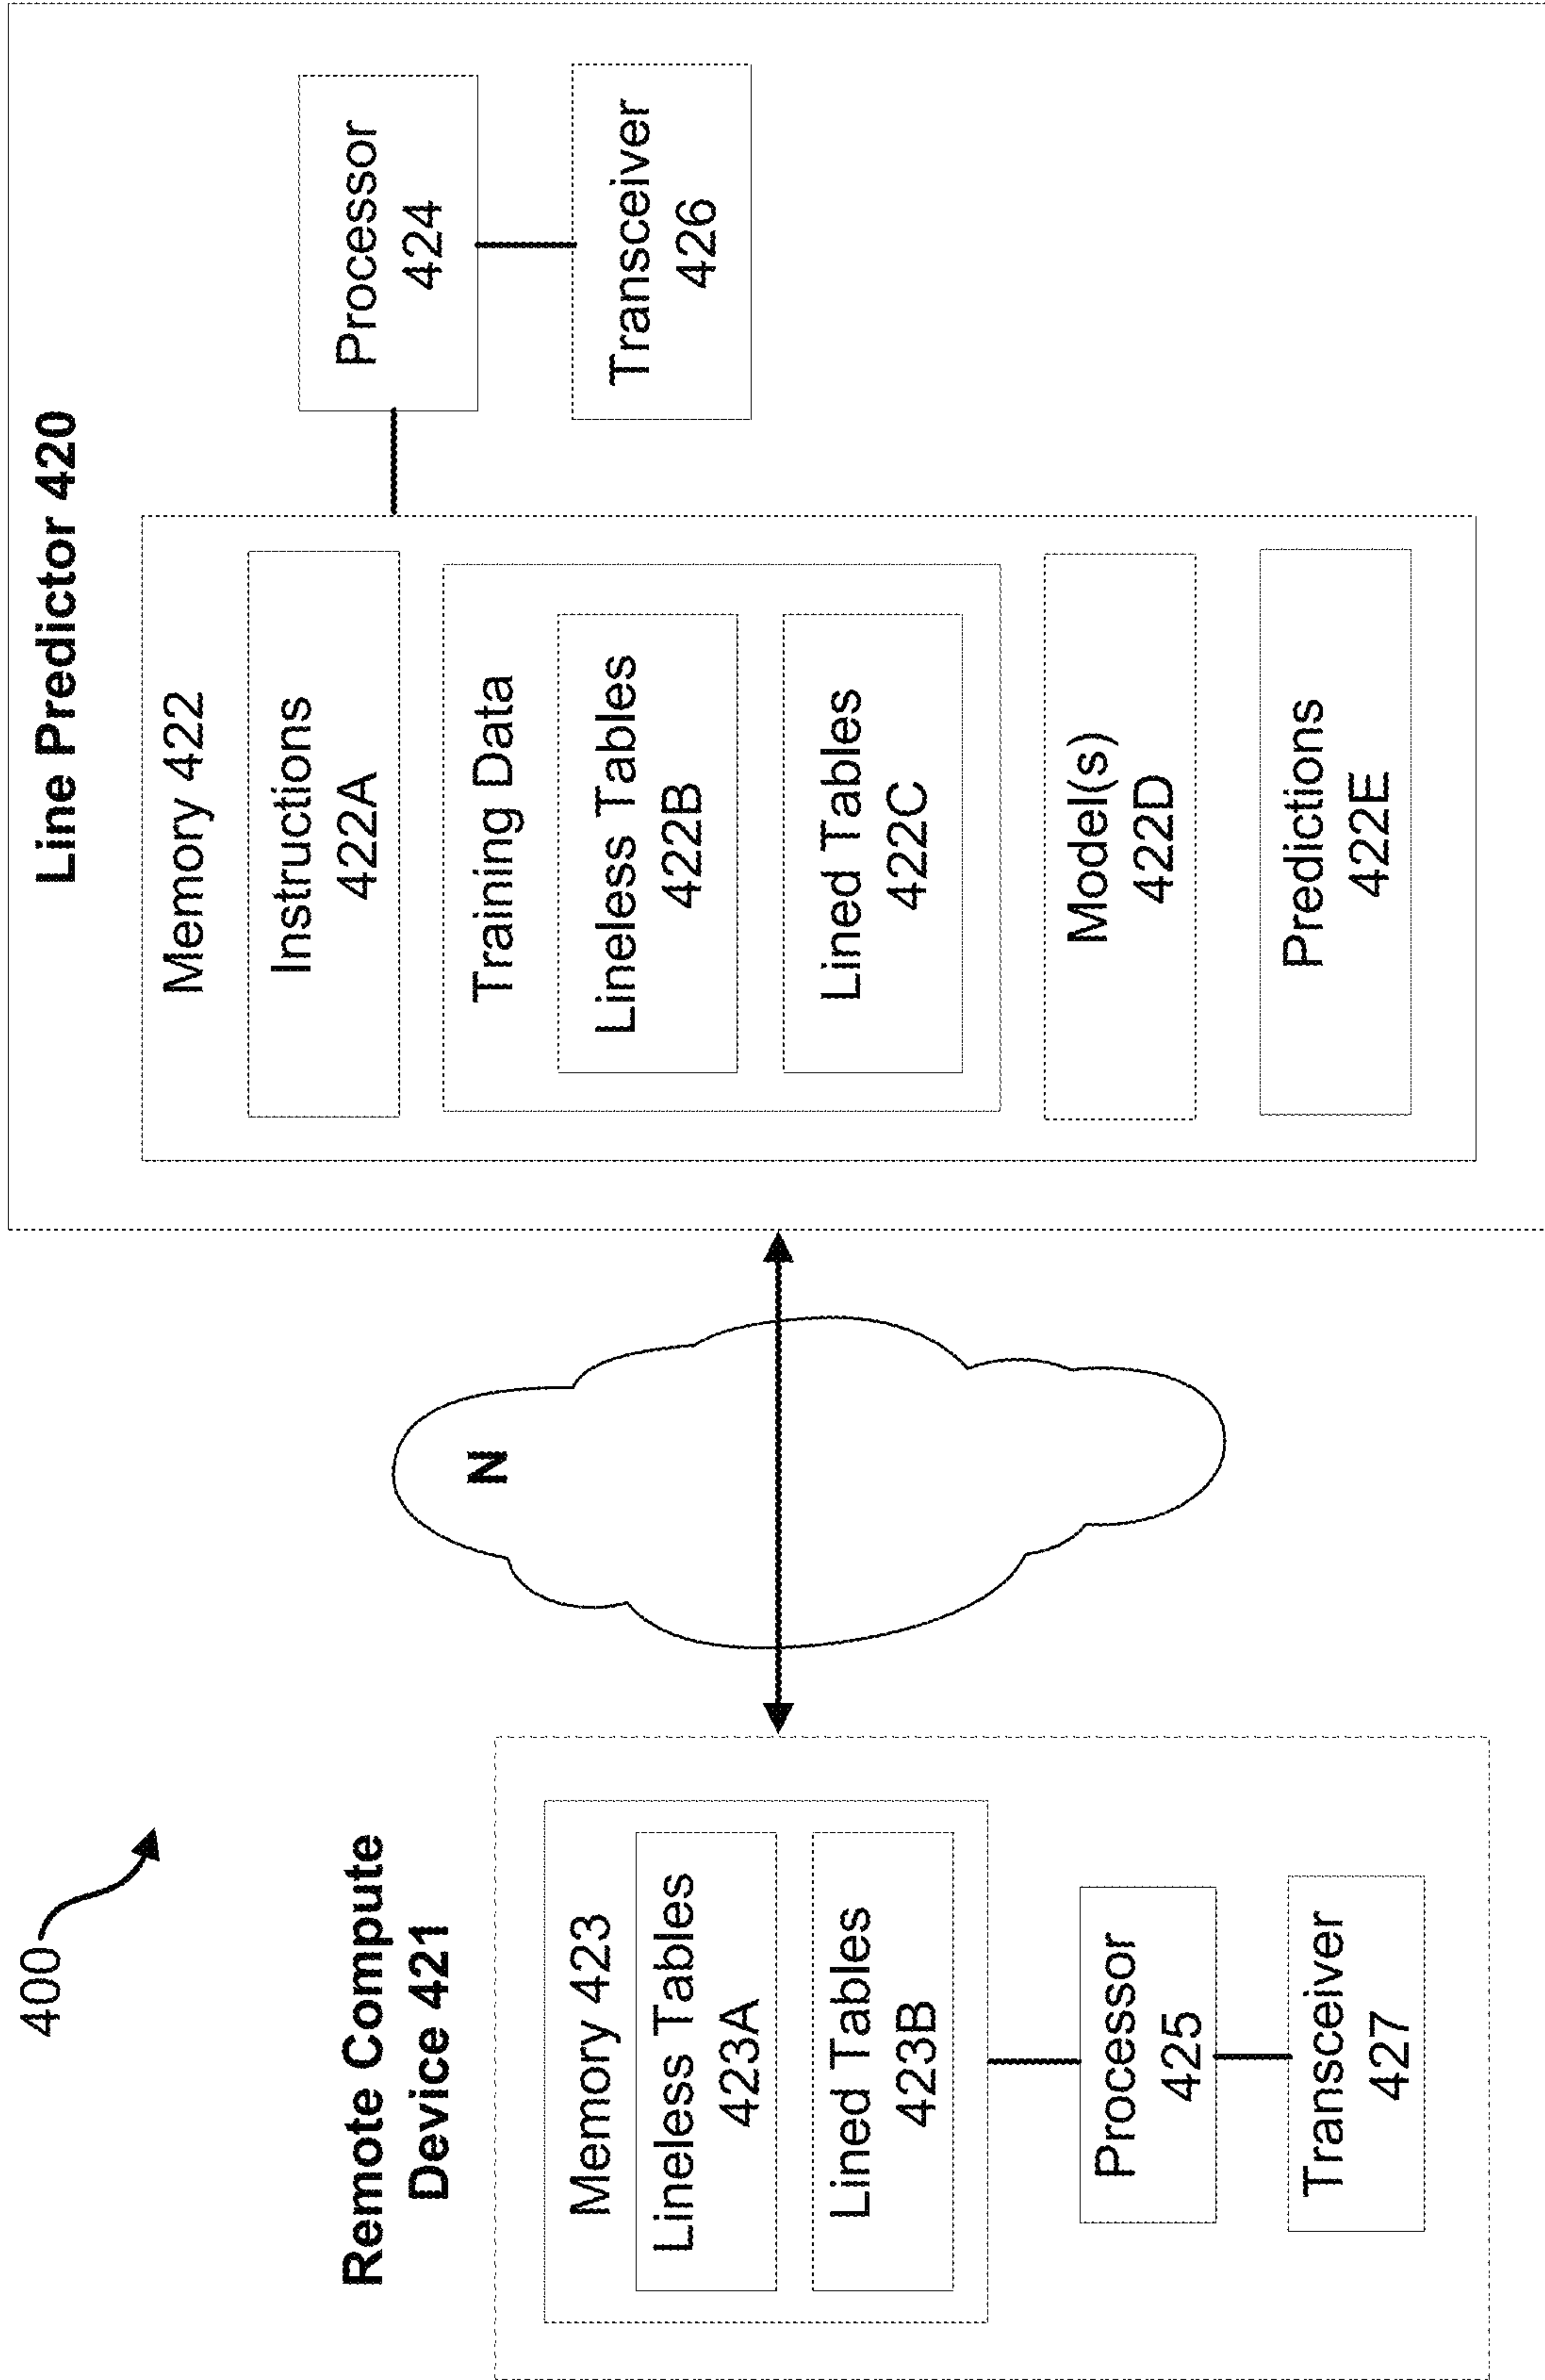 400
Remote Compute
Device 421
Memory 423
Lineless Tables
423A
Lined Tables
423B
Processor
425
Transceiver
427
N
Line Predictor 420
Memory 422
Instructions
422A
Training Data
Lineless Tables
422B
Lined Tables
422C
Model(s)
422D
Predictions
422E
Processor
424
Transceiver
426